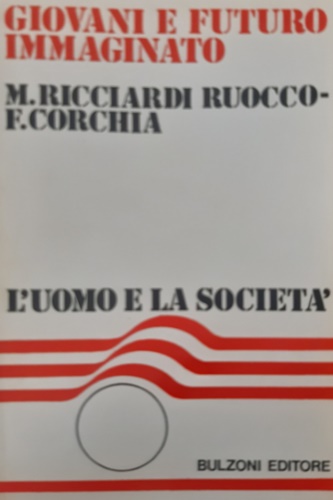 GIOVANI E FUTURO
IMMAGINATO
M.RICCIARDI RUOCCO-
F.CORCHIA
L'UOMO E LA SOCIETA'
BULZONI EDITORE